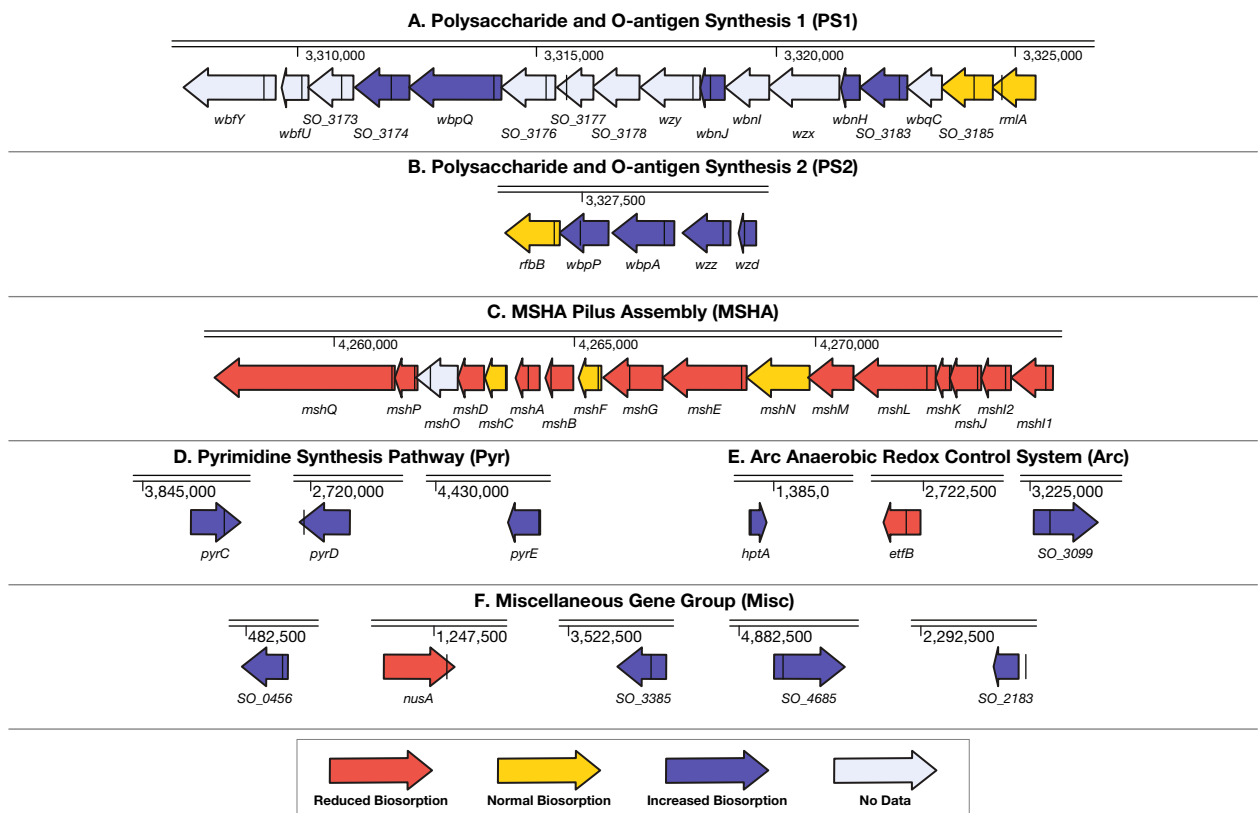 A. Polysaccharide and O-antigen Synthesis 1 (PS1)
3,310,000 3,315,000 3,320,000 3,325,000
wbfY wbfU SO_3173 SO_3174 wbpQ SO_3176 SO_3177 SO_3178 wzy wbnJ wbnI wzx wbnH SO_3183 wbqC SO_3185 rmlA
B. Polysaccharide and O-antigen Synthesis 2 (PS2)
3,327,500
rfbB wbpP wbpA wzz wzd
C. MSHA Pilus Assembly (MSHA)
4,260,000 4,265,000 4,270,000
mshQ mshP mshO mshD mshC mshA mshB mshF mshG mshE mshN mshM mshL mshK mshJ mshI2 mshI1
D. Pyrimidine Synthesis Pathway (Pyr)
3,845,000 2,720,000 4,430,000
pyrC pyrD pyrE
E. Arc Anaerobic Redox Control System (Arc)
1,385,0 2,722,500 3,225,000
hptA etfB SO_3099
F. Miscellaneous Gene Group (Misc)
482,500 1,247,500 3,522,500 4,882,500 2,292,500
SO_0456 nusA SO_3385 SO_4685 SO_2183
Reduced Biosorption Normal Biosorption Increased Biosorption No Data